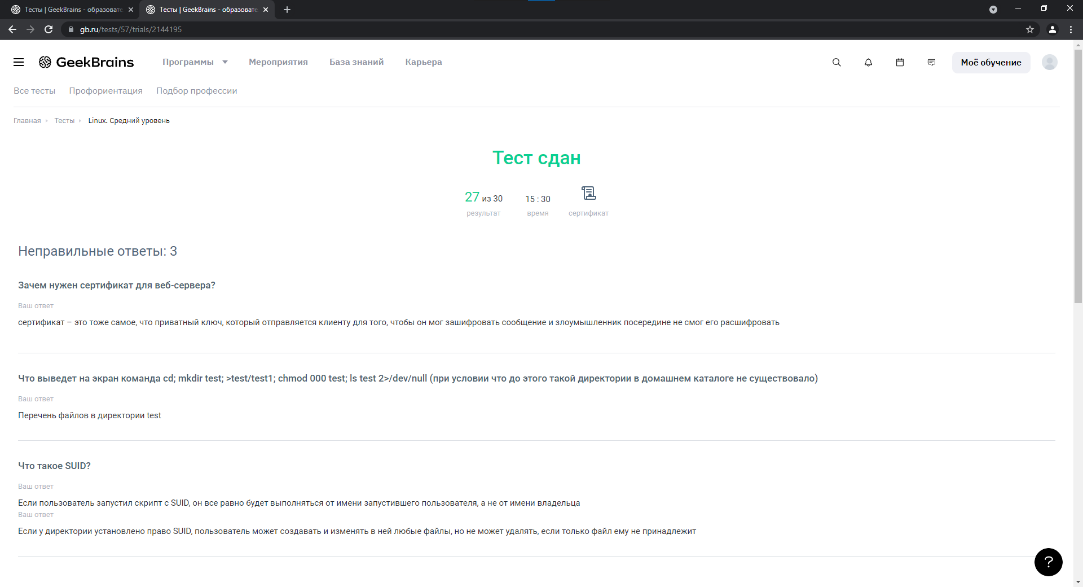 Тесты | GeekBrains - образовате
Тесты | GeekBrains - образовате
gb.ru/tests/57/trials/2144195
GeekBrains
Программы
Мероприятия
База знаний
Карьера
Моё обучение
Все тесты
Профориентация
Подбор профессии
Главная
Тесты
Linux. Средний уровень
Тест сдан
27 из 30
15 : 30
результат
время
сертификат
Неправильные ответы: 3
Зачем нужен сертификат для веб-сервера?
Ваш ответ
сертификат – это тоже самое, что приватный ключ, который отправляется клиенту для того, чтобы он мог зашифровать сообщение и злоумышленник посередине не смог его расшифровать
Что выведет на экран команда cd; mkdir test; >test/test1; chmod 000 test; ls test 2>/dev/null (при условии что до этого такой директории в домашнем каталоге не существовало)
Ваш ответ
Перечень файлов в директории test
Что такое SUID?
Ваш ответ
Если пользователь запустил скрипт с SUID, он все равно будет выполняться от имени запустившего пользователя, а не от имени владельца
Ваш ответ
Если у директории установлено право SUID, пользователь может создавать и изменять в ней любые файлы, но не может удалять, если только файл ему не принадлежит
?